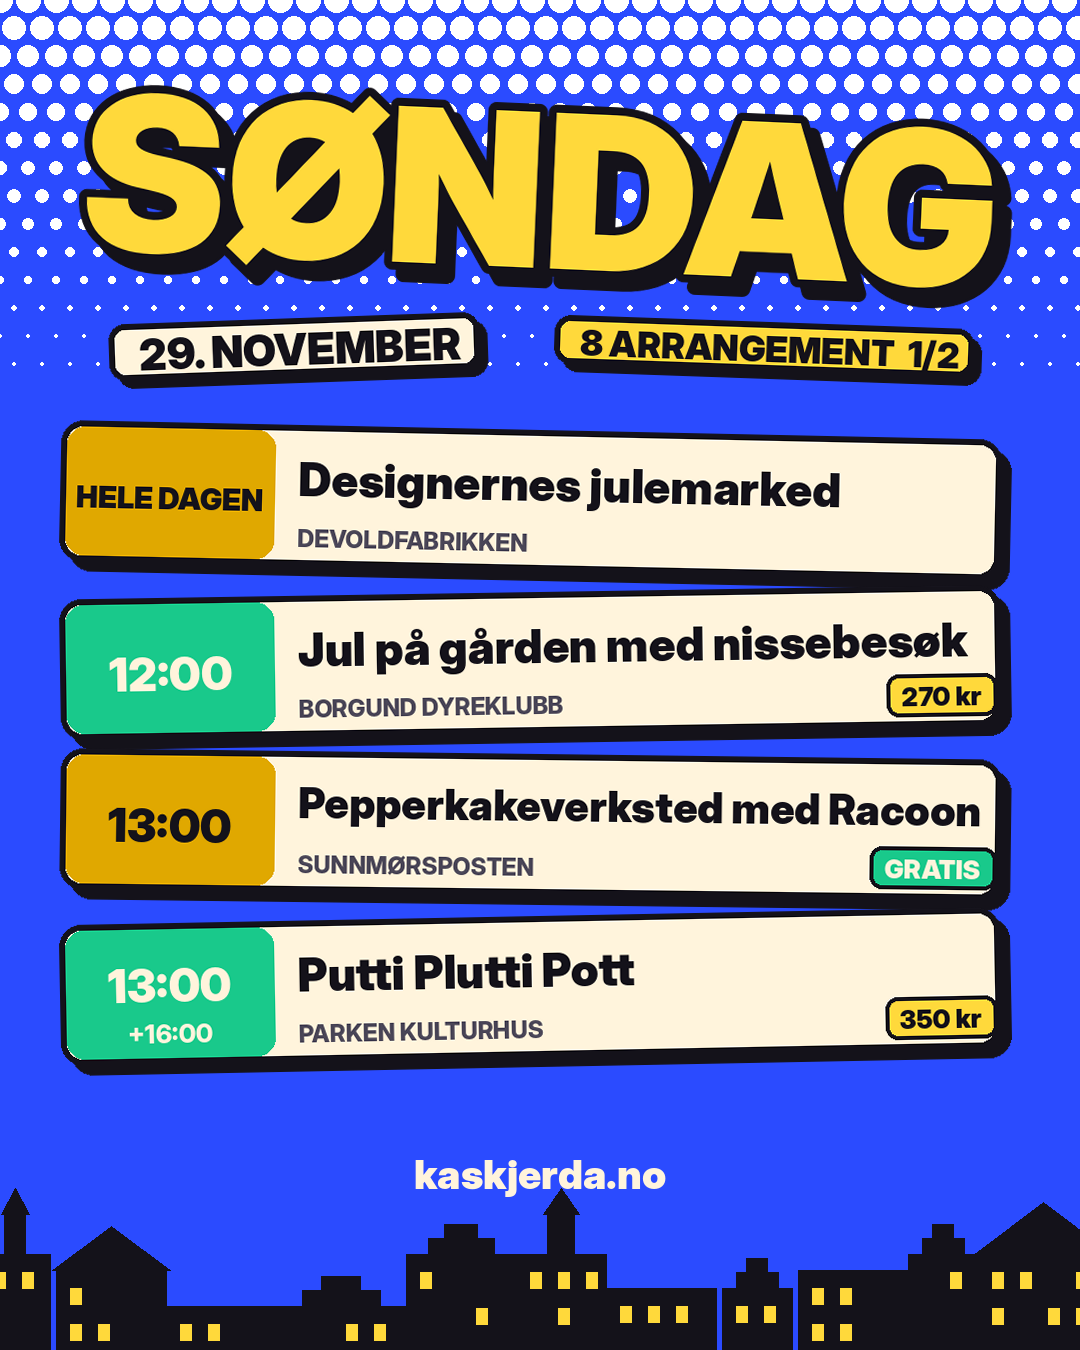 SØNDAG
29. NOVEMBER
8 ARRANGEMENT 1/2
HELE DAGEN
Designernes julemarked
DEVOLDFABRIKKEN
12:00
Jul på gården med nissebesøk
BORGUND DYREKLUBB
270 kr
13:00
Pepperkakeverksted med Racoon
SUNNMØRSPOSTEN
GRATIS
13:00
+16:00
Putti Plutti Pott
PARKEN KULTURHUS
350 kr
kaskjerda.no